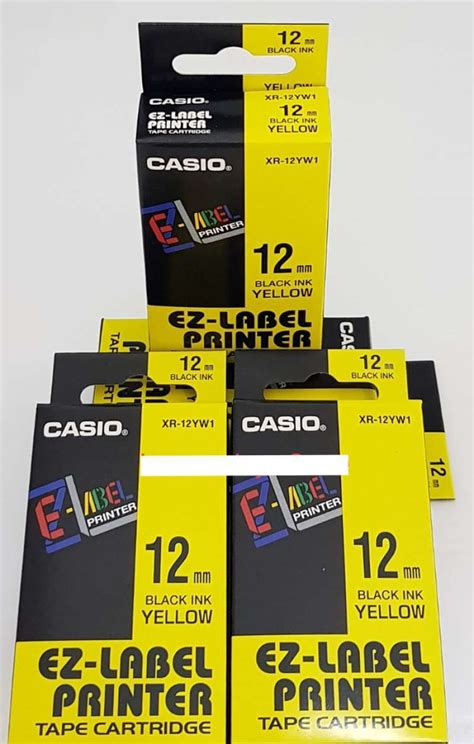 12 mm
BLACK INK
YELLOW
CASIO® XR-12YW1
EZ-LABEL 12 mm
PRINTER BLACK INK
TAPE CARTRIDGE YELLOW
CASIO® XR-12YW1
EZ-LABEL
PRINTER
12 mm
BLACK INK
YELLOW
EZ-LABEL
PRINTER
CASIO
12 mm
BLACK INK
12 mm
BLACK INK
12 mm
CASIO® XR-12YW1
EZ-LABEL
PRINTER
12 mm
BLACK INK
YELLOW
EZ-LABEL
PRINTER
TAPE CARTRIDGE
CASIO® XR-12YW1
EZ-LABEL
PRINTER
12 mm
BLACK INK
YELLOW
EZ-LABEL
PRINTER
TAPE CARTRIDGE